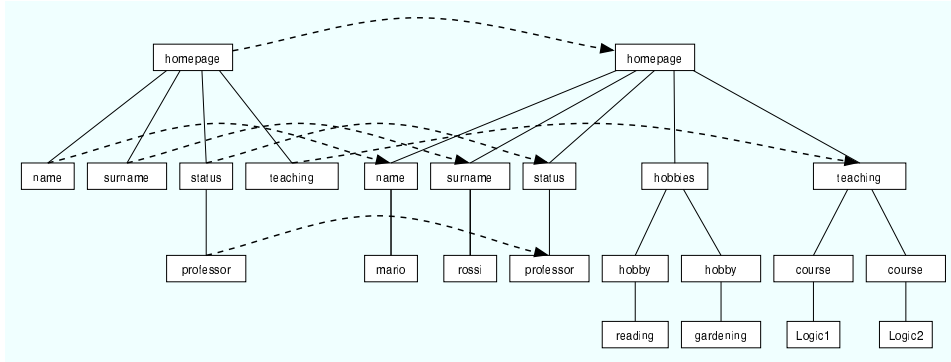 homepage homepage
name surname status teaching name surname status hobbies teaching
professor mario rossi professor hobby hobby course course
reading gardening Logic1 Logic2